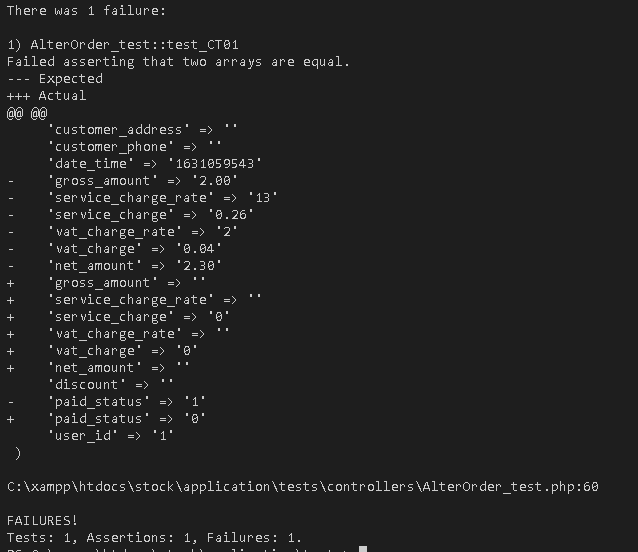 There was 1 failure:
1) AlterOrder_test::test_CT01
Failed asserting that two arrays are equal.
--- Expected
+++ Actual
@@ @@
     'customer_address' => ''
     'customer_phone' => ''
     'date_time' => '1631059543'
-    'gross_amount' => '2.00'
-    'service_charge_rate' => '13'
-    'service_charge' => '0.26'
-    'vat_charge_rate' => '2'
-    'vat_charge' => '0.04'
-    'net_amount' => '2.30'
+    'gross_amount' => ''
+    'service_charge_rate' => ''
+    'service_charge' => '0'
+    'vat_charge_rate' => ''
+    'vat_charge' => '0'
+    'net_amount' => ''
     'discount' => ''
-    'paid_status' => '1'
+    'paid_status' => '0'
     'user_id' => '1'
 )
C:\xampp\htdocs\stock\application\tests\controllers\AlterOrder_test.php:60
FAILURES!
Tests: 1, Assertions: 1, Failures: 1.